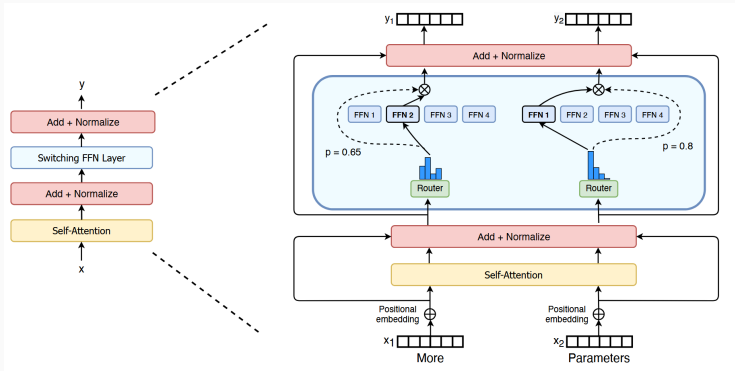 y
Add + Normalize
Switching FFN Layer
Add + Normalize
Self-Attention
x
y1
y2
Add + Normalize
FFN 1 FFN 2 FFN 3 FFN 4
FFN 1 FFN 2 FFN 3 FFN 4
p = 0.65
p = 0.8
Router
Router
Add + Normalize
Self-Attention
Positional
embedding
Positional
embedding
x1
x2
More
Parameters